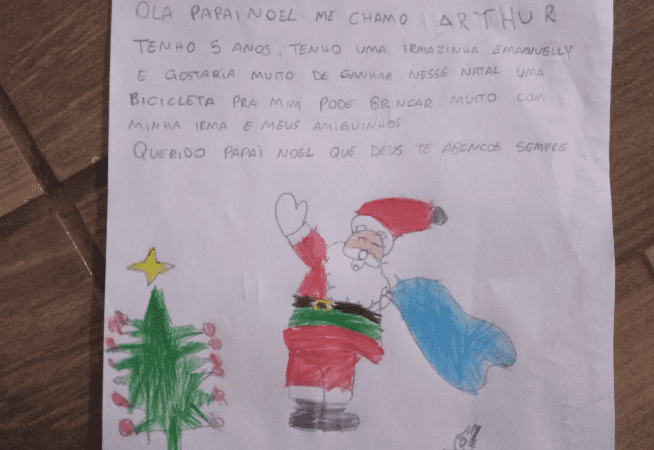 OLA PAPAI NOEL ME CHAMO ARTHUR
TENHO 5 ANOS, TENHO UMA IRMAZINHA EMANUELLY
E GOSTARIA MUITO DE GANHAR NESSE NATAL UMA
BICICLETA PRA MIM PODE BRINCAR MUITO COM
MINHA IRMA E MEUS AMIGUINHOS
QUERIDO PAPAI NOEL QUE DEUS TE ABENCOS SEMPRE